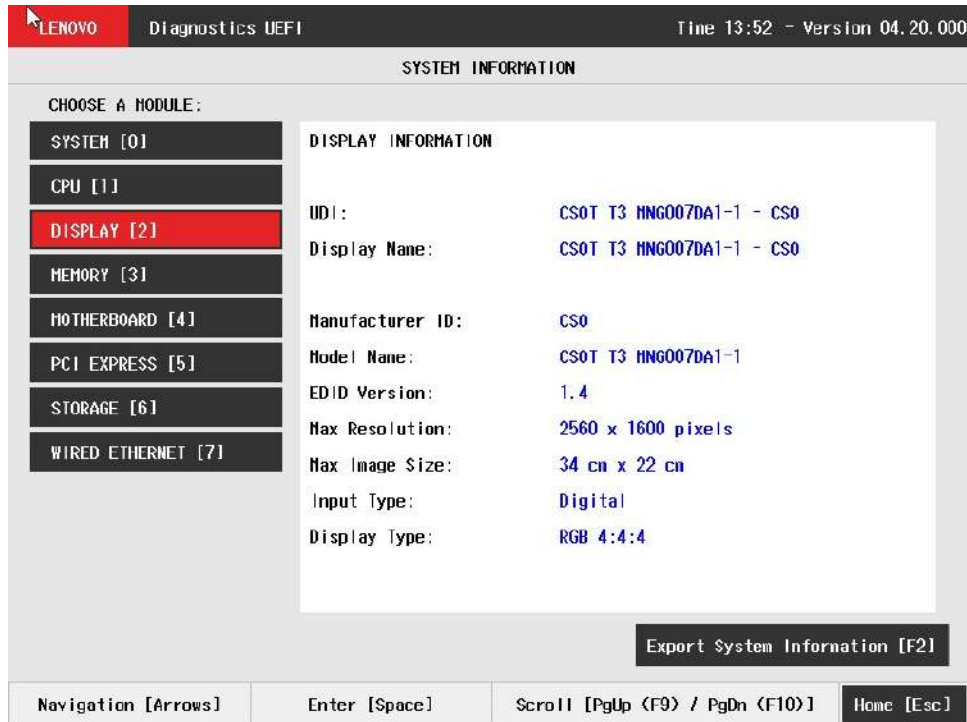 LENOVO Diagnostics UEFI Time 13:52 - Version 04.20.000
SYSTEM INFORMATION
CHOOSE A MODULE:
SYSTEM [0]
CPU [1]
DISPLAY [2]
MEMORY [3]
MOTHERBOARD [4]
PCI EXPRESS [5]
STORAGE [6]
WIRED ETHERNET [7]
DISPLAY INFORMATION
UDI: CSOT T3 MNG007DA1-1 - CSO
Display Name: CSOT T3 MNG007DA1-1 - CSO
Manufacturer ID: CSO
Model Name: CSOT T3 MNG007DA1-1
EDID Version: 1.4
Max Resolution: 2560 x 1600 pixels
Max Image Size: 34 cm x 22 cm
Input Type: Digital
Display Type: RGB 4:4:4
Export System Information [F2]
Navigation [Arrows] Enter [Space] Scroll [PgUp (F9) / PgDn (F10)] Home [Esc]